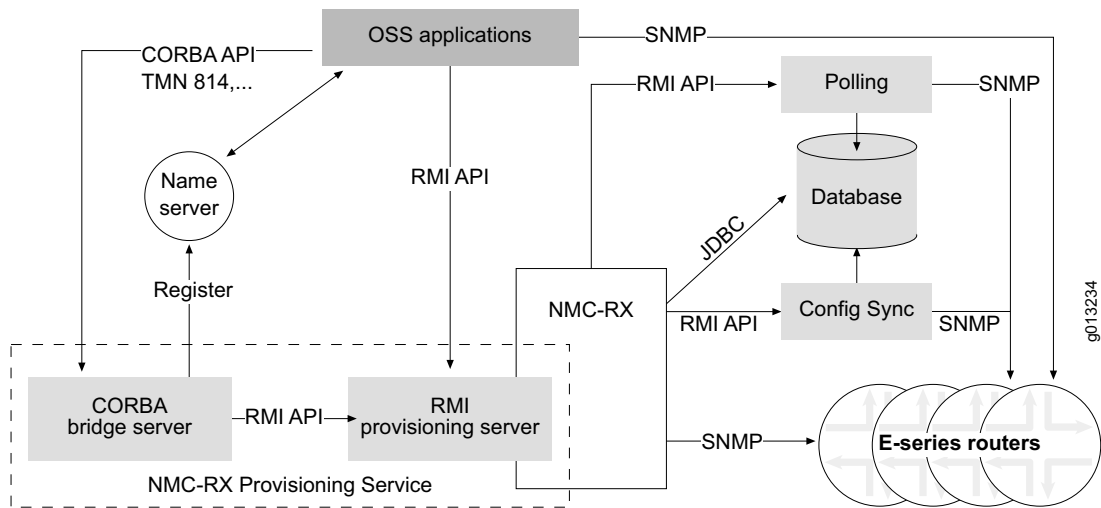 OSS applications
SNMP
CORBA API
TMN 814,...
RMI API
Polling
SNMP
Name
server
RMI API
Database
JDBC
Register
NMC-RX
RMI API
Config Sync
SNMP
g013234
CORBA
bridge server
RMI API
RMI
provisioning server
SNMP
E-series routers
NMC-RX Provisioning Service